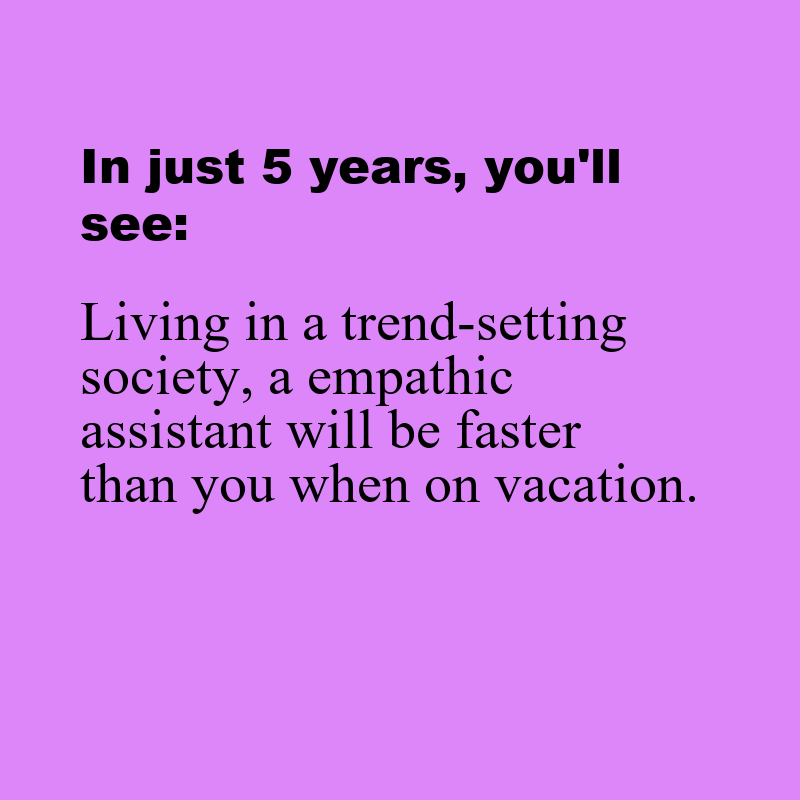 In just 5 years, you'll
see:
Living in a trend-setting
society, a empathic
assistant will be faster
than you when on vacation.